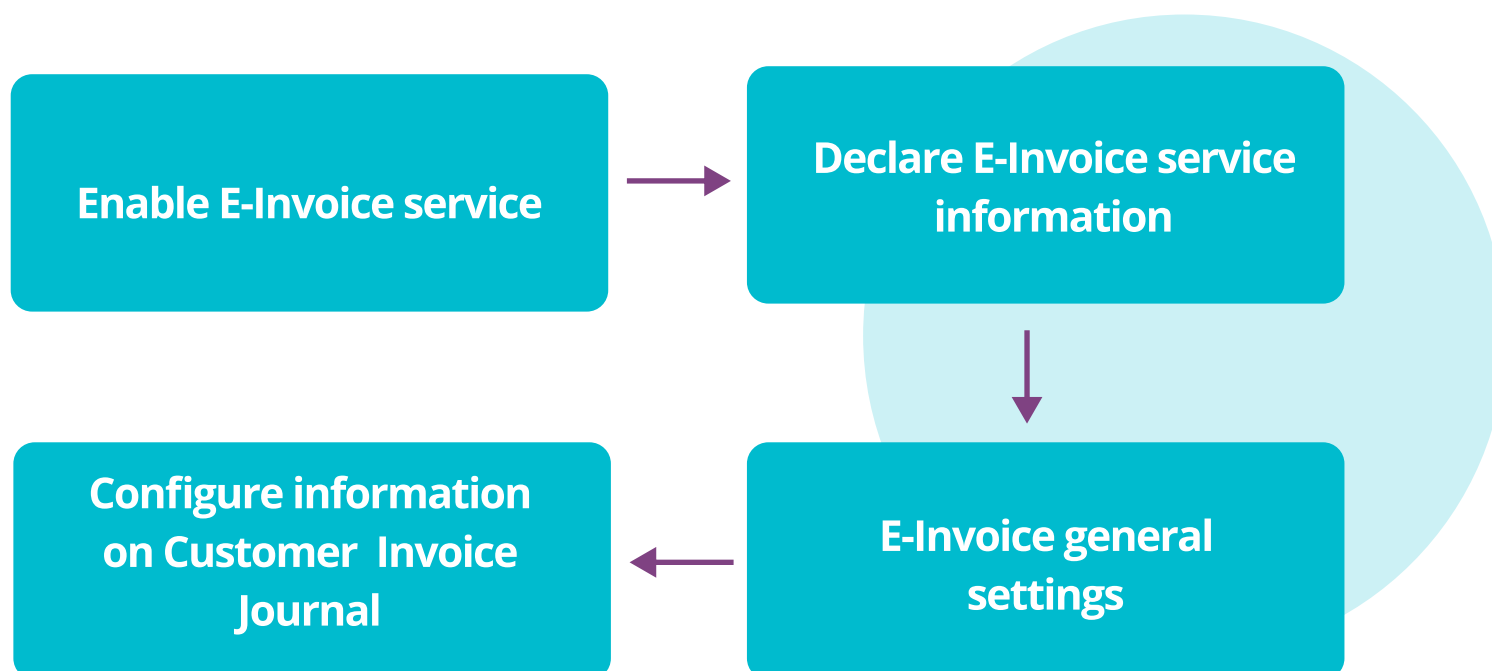 Enable E-Invoice service
Declare E-Invoice service
information
Configure information
on Customer  Invoice
Journal
E-Invoice general
settings